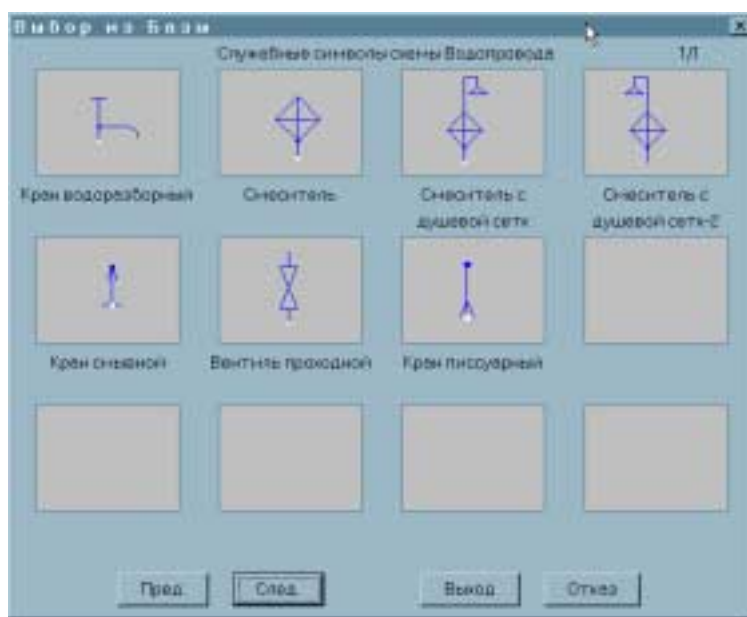 Выбор из Базы
Служебные символы схемы Водопровода 1/1
Кран водоразборный Смеситель Смеситель с душевой сетк Смеситель с душевой сетк-2
Кран смывной Вентиль проходной Кран писсуарный
Пред. След. Выход Отказ